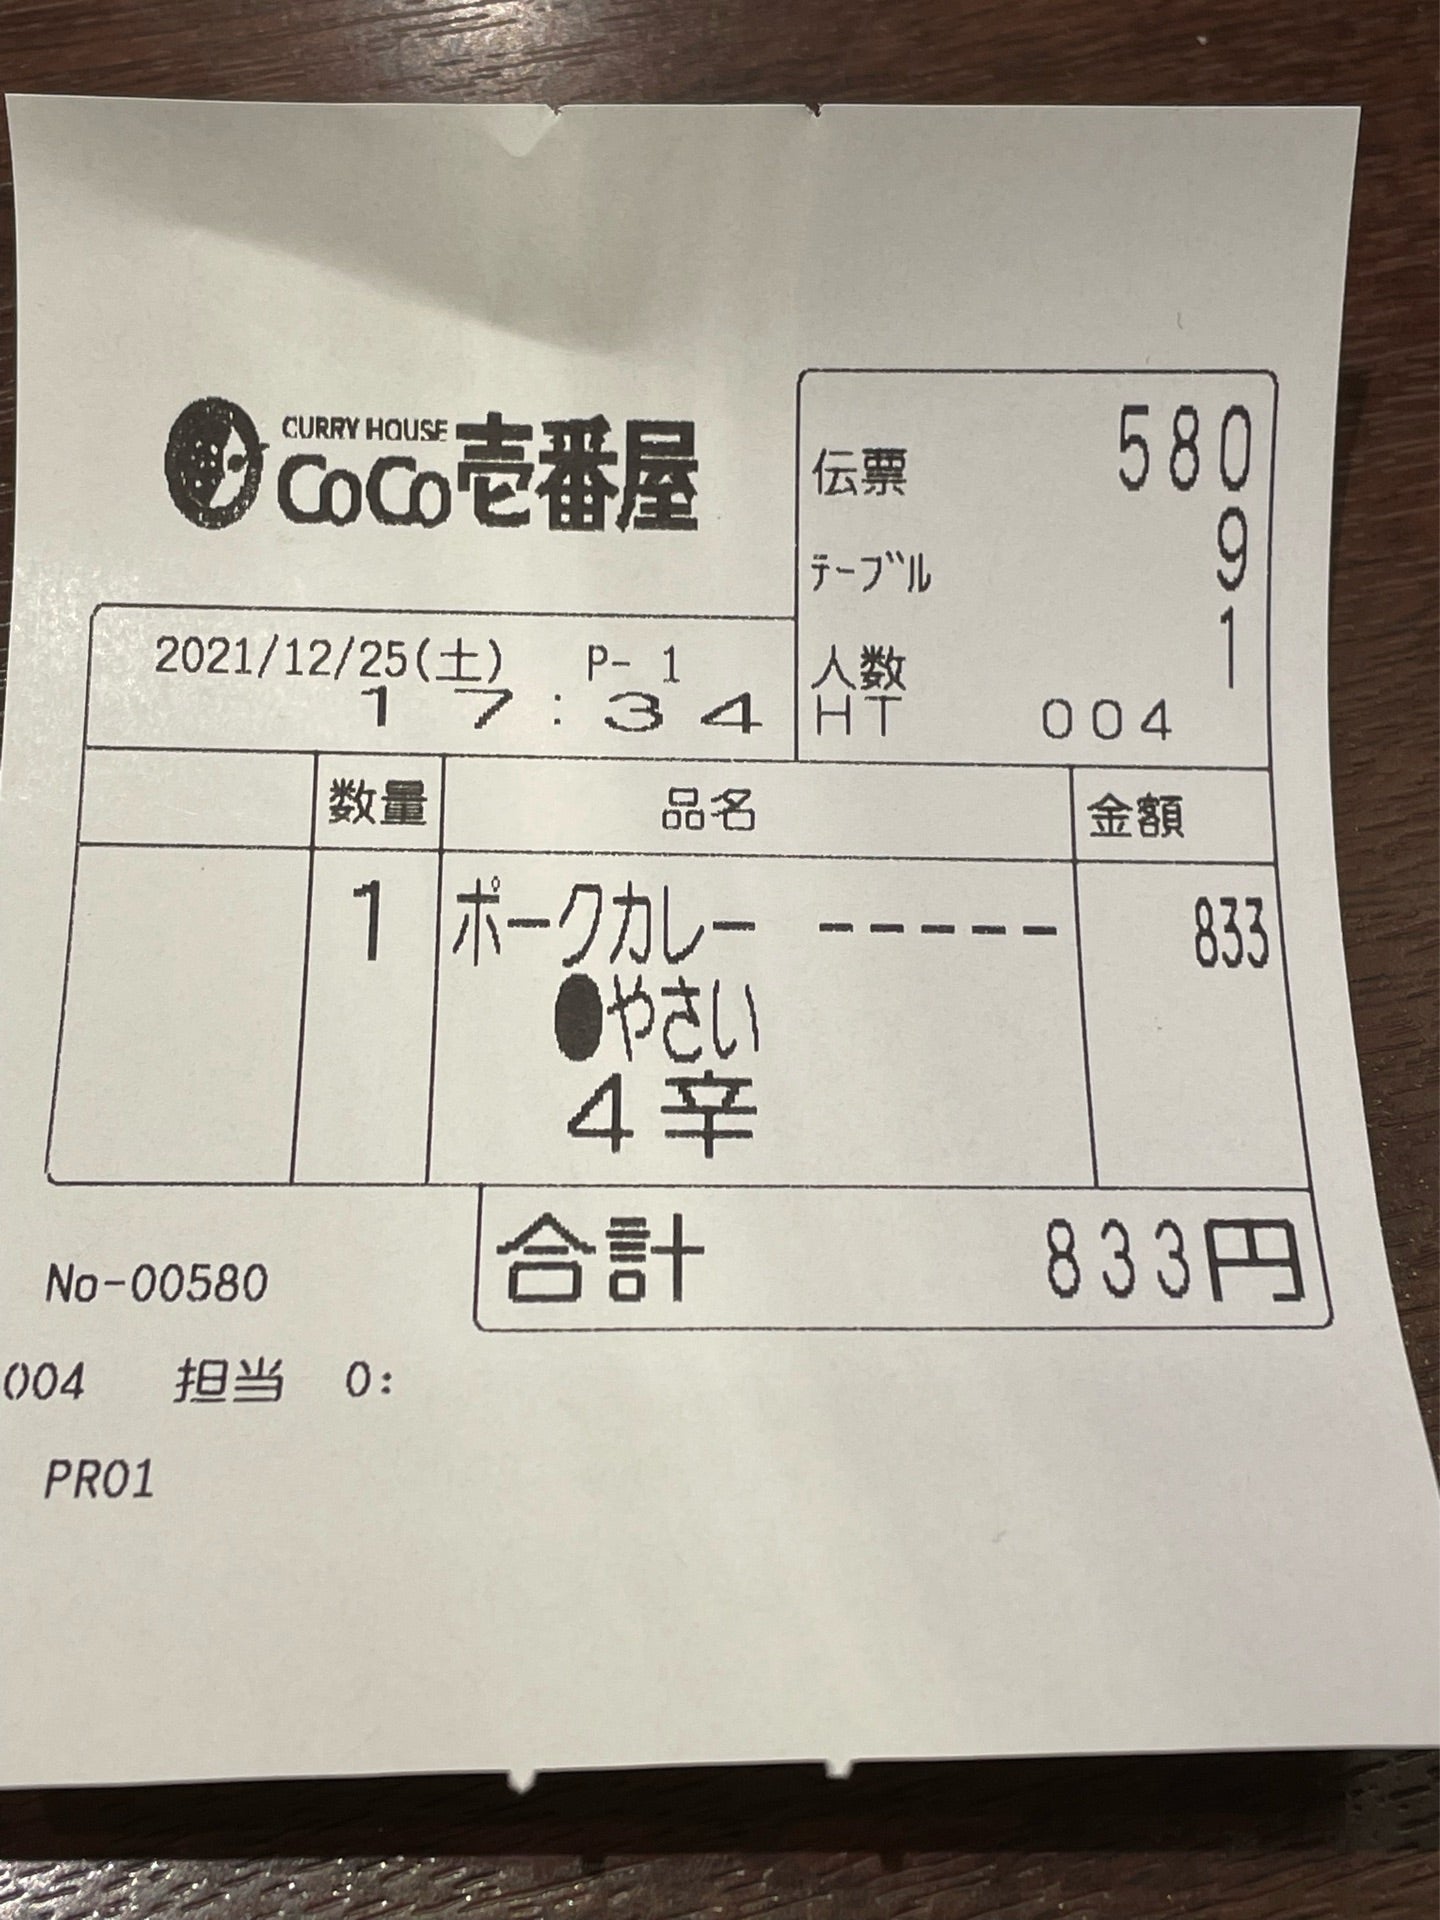 CURRY HOUSE
CoCo壱番屋
伝票 580
テーブル 9
人数 1
HT 004
2021/12/25(土) P- 1
17:34
数量 品名 金額
1 ポークカレー ----- 833
●やさい
4辛
合計 833円
No-00580
004 担当 0:
PR01